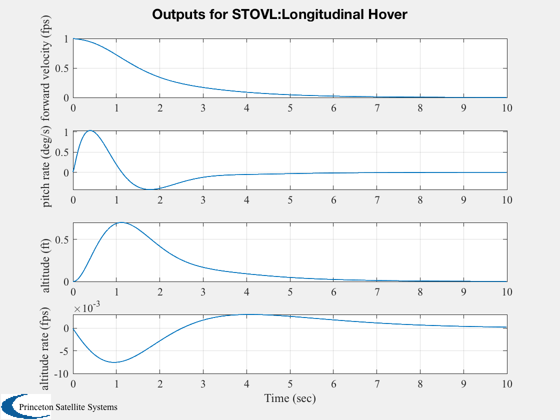 Outputs for STOVL:Longitudinal Hover
forward velocity (fps)
1
0.5
0
0 1 2 3 4 5 6 7 8 9 10
pitch rate (deg/s)
1
0.5
0
0 1 2 3 4 5 6 7 8 9 10
altitude (ft)
0.5
0
0 1 2 3 4 5 6 7 8 9 10
altitude rate (fps)
×10⁻³
0
-5
-10
0 1 2 3 4 5 6 7 8 9 10
Time (sec)
Princeton Satellite Systems